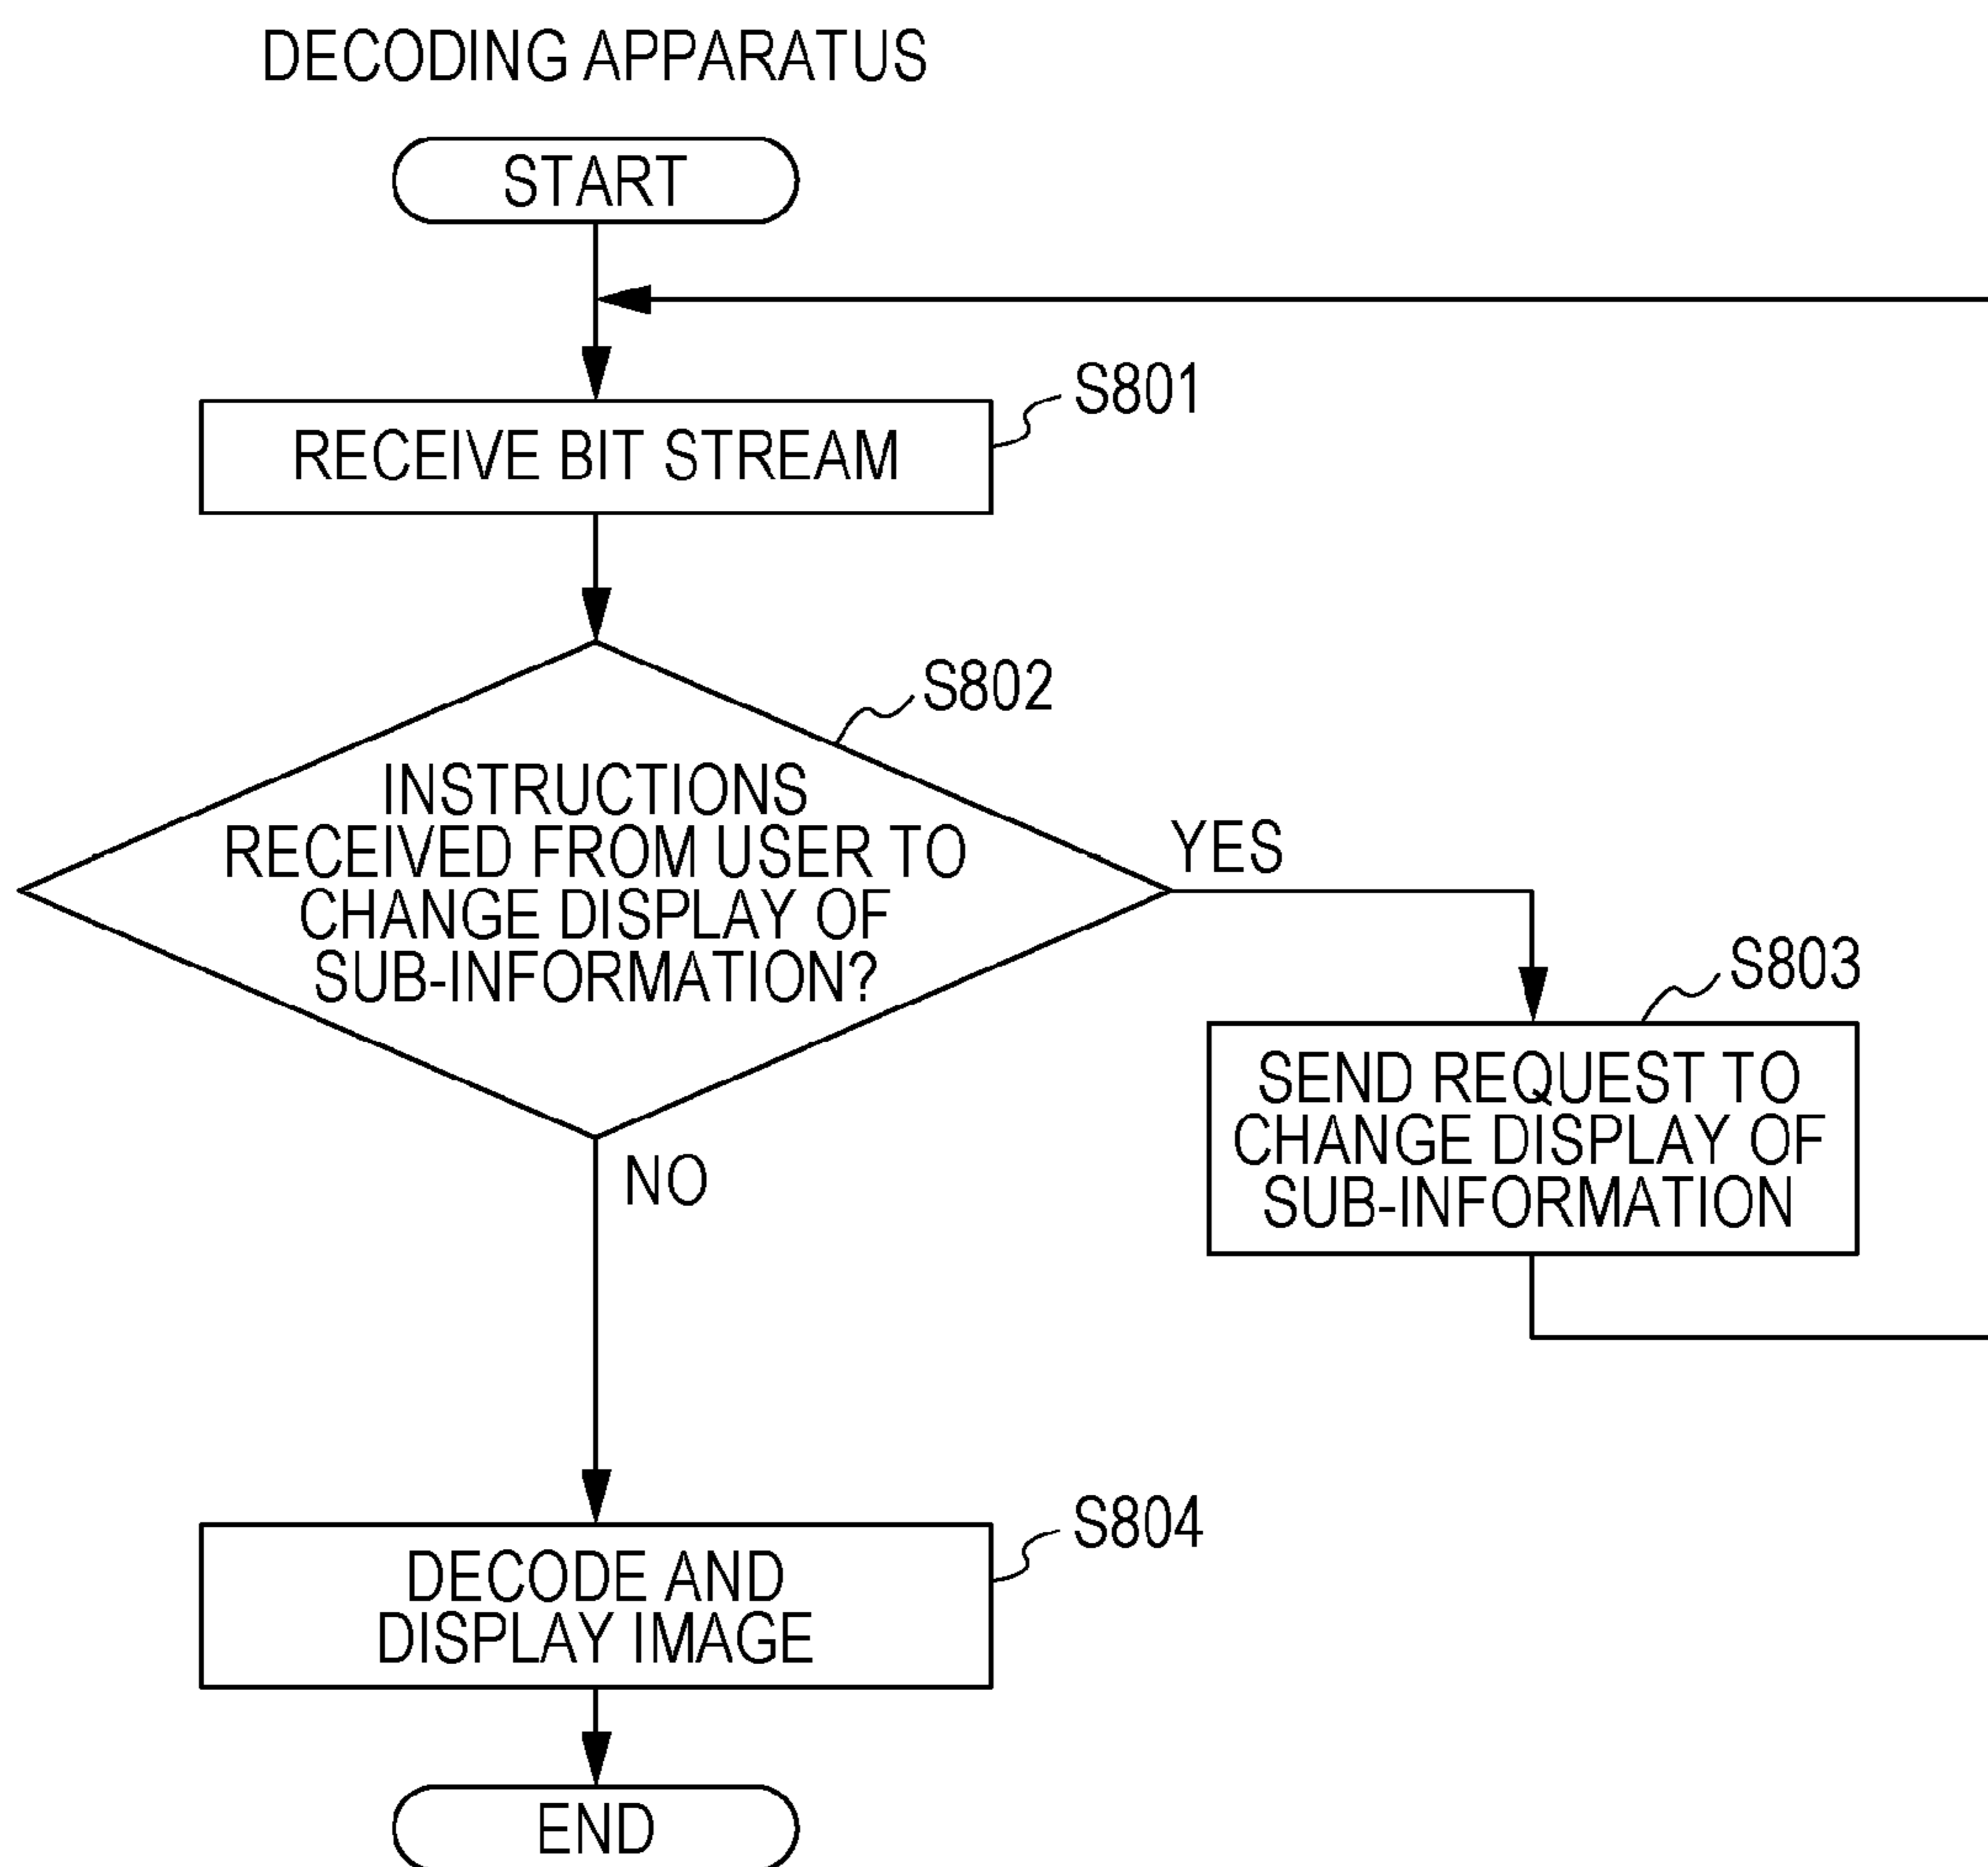 DECODING APPARATUS
START
S801
RECEIVE BIT STREAM
S802
INSTRUCTIONS
RECEIVED FROM USER TO
CHANGE DISPLAY OF
SUB-INFORMATION?
YES
S803
SEND REQUEST TO
CHANGE DISPLAY OF
SUB-INFORMATION
NO
S804
DECODE AND
DISPLAY IMAGE
END